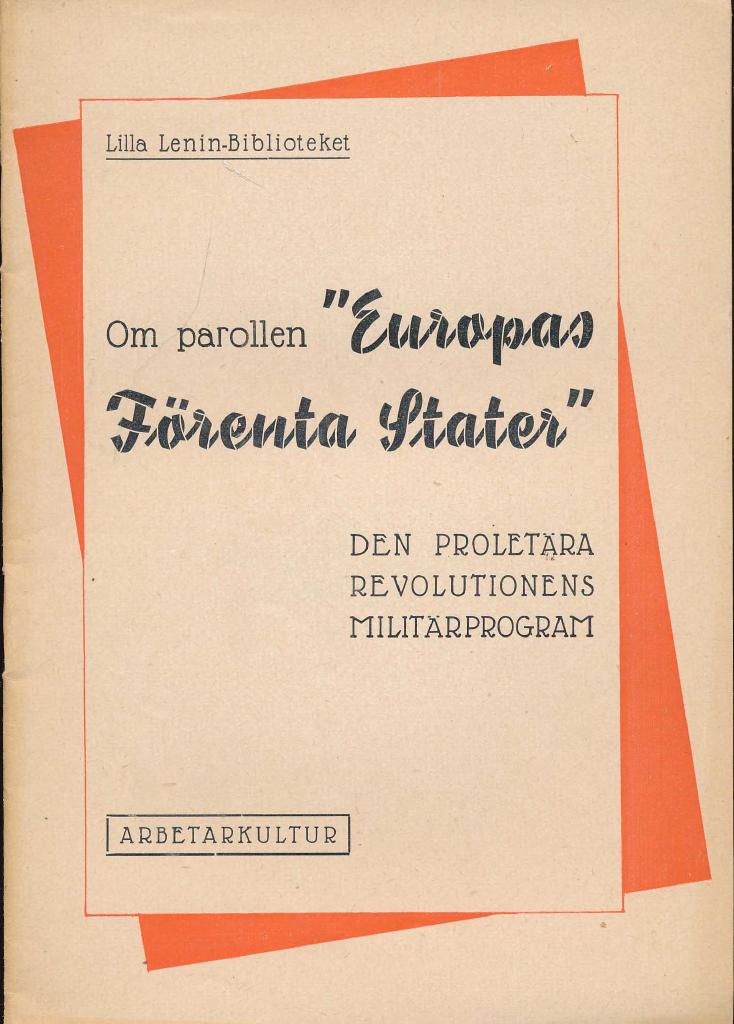 Lilla Lenin-Biblioteket
Om parollen "Europas
Förenta Stater"
DEN PROLETÄRA
REVOLUTIONENS
MILITÄRPROGRAM
ARBETARKULTUR